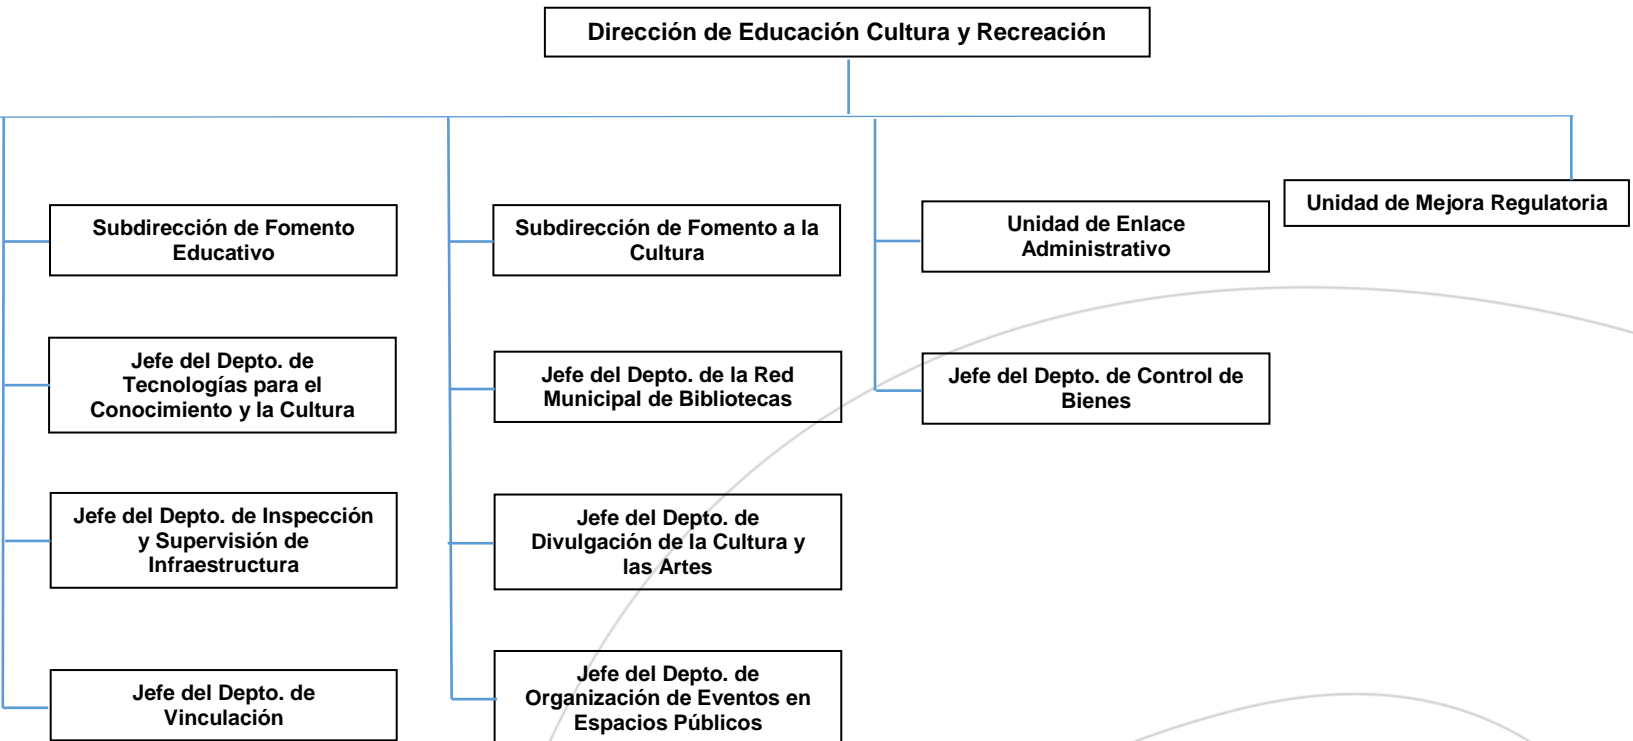 Dirección de Educación Cultura y Recreación
Subdirección de Fomento
Educativo
Jefe del Depto. de
Tecnologías para el
Conocimiento y la Cultura
Jefe del Depto. de Inspección
y Supervisión de
Infraestructura
Jefe del Depto. de
Vinculación
Subdirección de Fomento a la
Cultura
Jefe del Depto. de la Red
Municipal de Bibliotecas
Jefe del Depto. de
Divulgación de la Cultura y
las Artes
Jefe del Depto. de
Organización de Eventos en
Espacios Públicos
Unidad de Enlace
Administrativo
Jefe del Depto. de Control de
Bienes
Unidad de Mejora Regulatoria